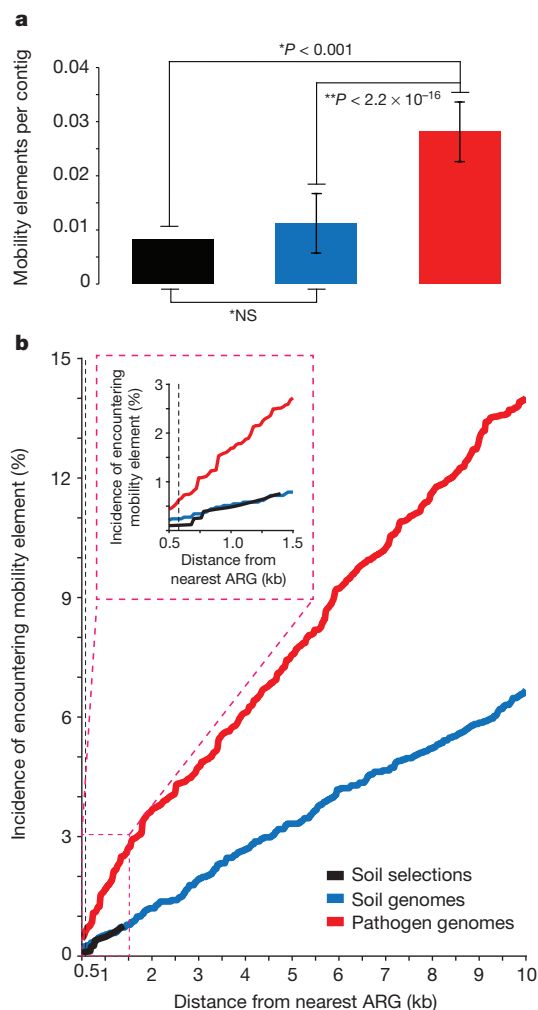 a
*P < 0.001
**P < 2.2 × 10⁻¹⁶
*NS
Mobility elements per contig
0.04
0.03
0.02
0.01
0
b
Incidence of encountering mobility element (%)
15
12
9
6
3
0
Incidence of encountering
mobility element (%)
3
2
1
0.5 1.0 1.5
Distance from
nearest ARG (kb)
Soil selections
Soil genomes
Pathogen genomes
0.5 1 2 3 4 5 6 7 8 9 10
Distance from nearest ARG (kb)